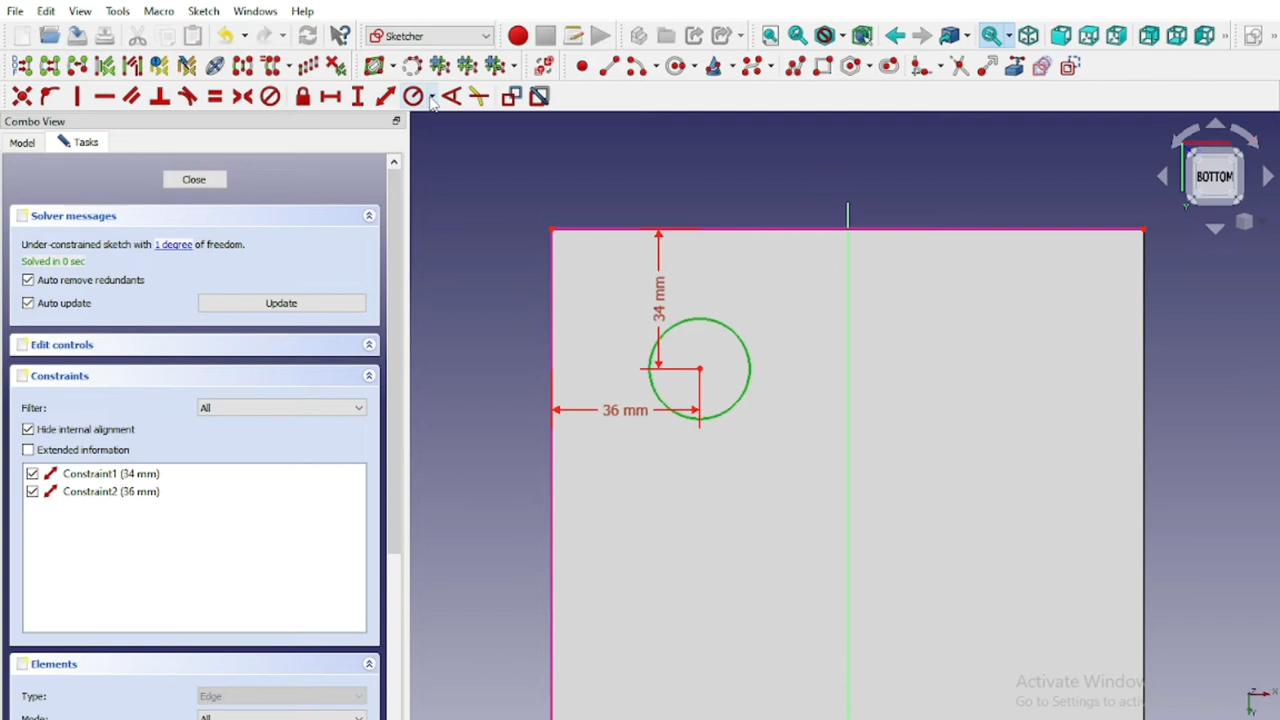 File Edit View Tools Macro Sketch Windows Help
Sketcher
Combo View
Model Tasks
Close
Solver messages
Under-constrained sketch with 1 degree of freedom.
Solved in 0 sec
Auto remove redundants
Auto update Update
Edit controls
Constraints
Filter: All
Hide internal alignment
Extended information
Constraint1 (34 mm)
Constraint2 (36 mm)
Elements
Type: Edge
Mode: All
34 mm
36 mm
BOTTOM
Y
Activate Window
Go to Settings to activ
Z
X
Y